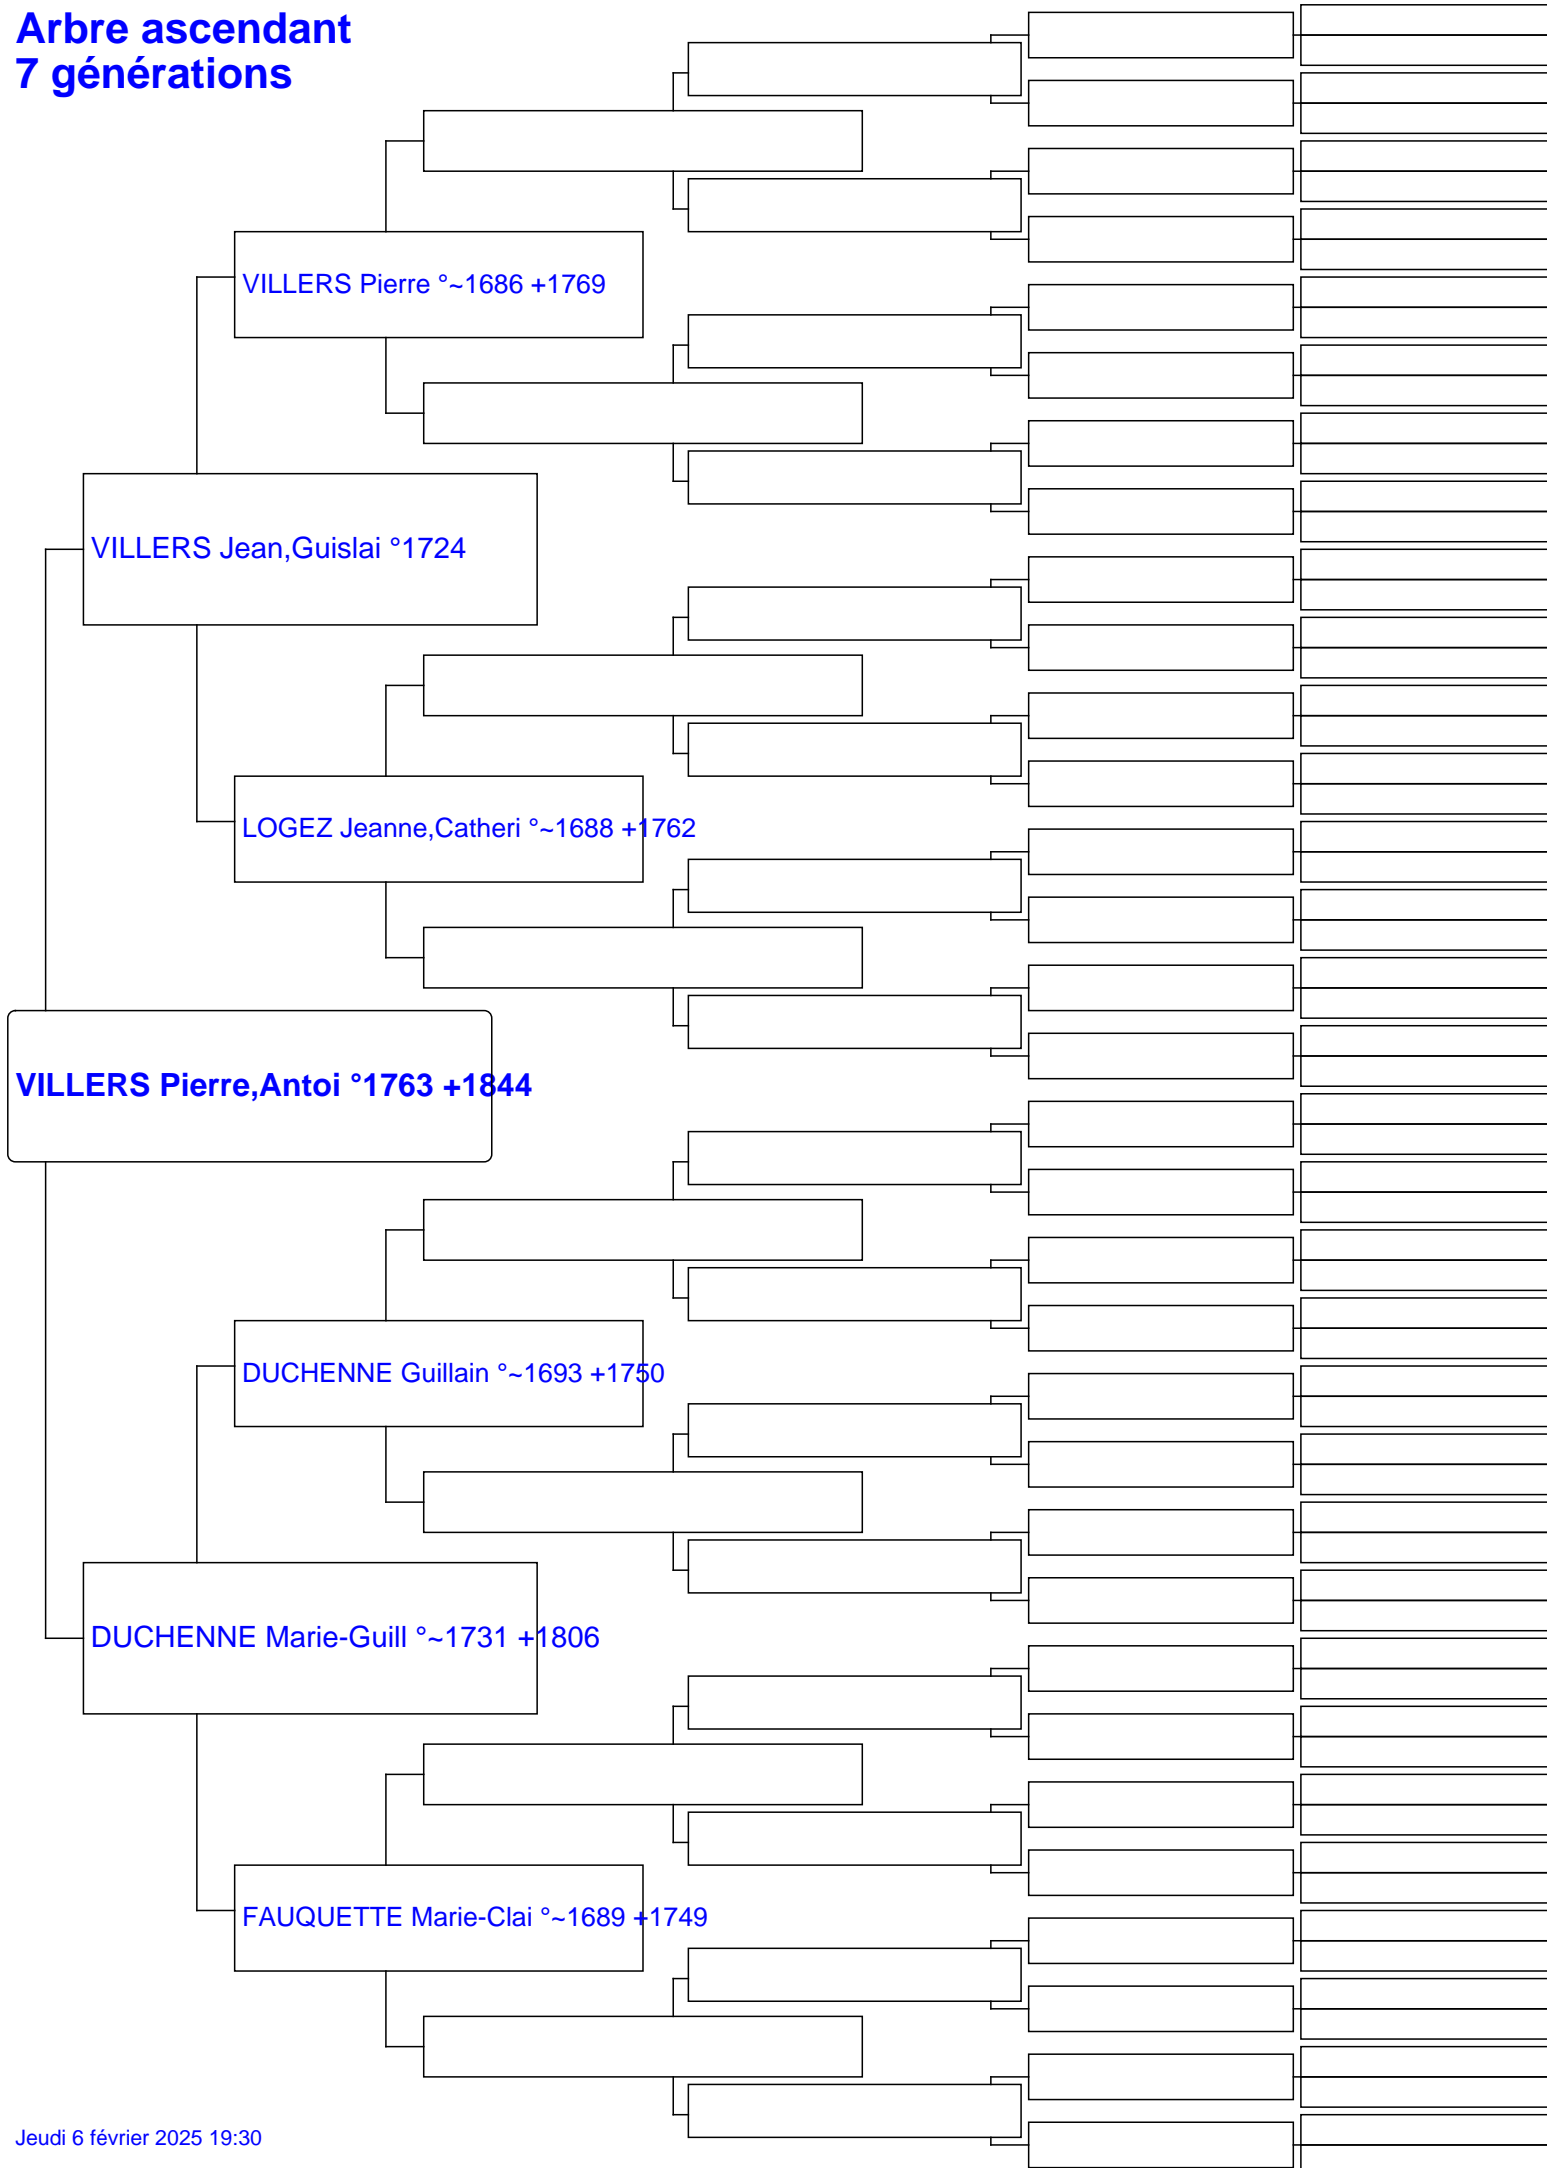 Arbre ascendant
7 générations
VILLERS Pierre °~1686 +1769
VILLERS Jean,Guislai °1724
LOGEZ Jeanne,Catheri °~1688 +1762
VILLERS Pierre,Antoi °1763 +1844
DUCHENNE Guillain °~1693 +1750
DUCHENNE Marie-Guill °~1731 +1806
FAUQUETTE Marie-Clai °~1689 +1749
Jeudi 6 février 2025 19:30